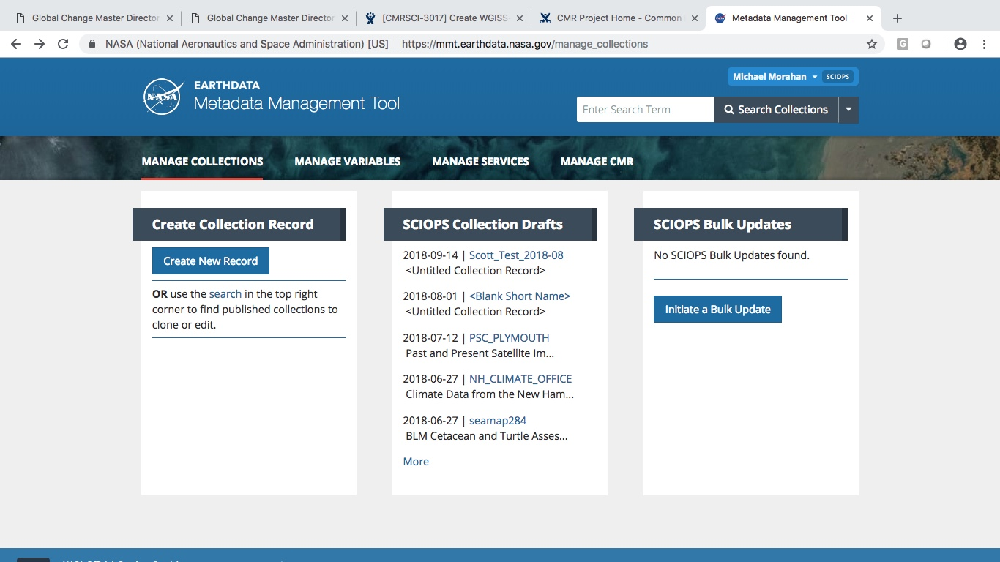 Global Change Master Director
Global Change Master Director
[CMRSCI-3017] Create WGISS
CMR Project Home - Common
Metadata Management Tool
NASA (National Aeronautics and Space Administration) [US] | https://mmt.earthdata.nasa.gov/manage_collections
G
Michael Morahan SCIOPS
NASA
EARTHDATA
Metadata Management Tool
Enter Search Term
Search Collections
MANAGE COLLECTIONS
MANAGE VARIABLES
MANAGE SERVICES
MANAGE CMR
Create Collection Record
Create New Record
OR use the search in the top right
corner to find published collections to
clone or edit.
SCIOPS Collection Drafts
2018-09-14 | Scott_Test_2018-08
<Untitled Collection Record>
2018-08-01 | <Blank Short Name>
<Untitled Collection Record>
2018-07-12 | PSC_PLYMOUTH
Past and Present Satellite Im...
2018-06-27 | NH_CLIMATE_OFFICE
Climate Data from the New Ham...
2018-06-27 | seamap284
BLM Cetacean and Turtle Asses...
More
SCIOPS Bulk Updates
No SCIOPS Bulk Updates found.
Initiate a Bulk Update